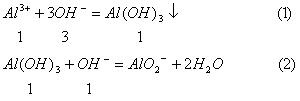 Al³⁺ + 3OH⁻ = Al(OH)₃ ↓ (1)
1 3 1
Al(OH)₃ + OH⁻ = AlO₂⁻ + 2H₂O (2)
1 1